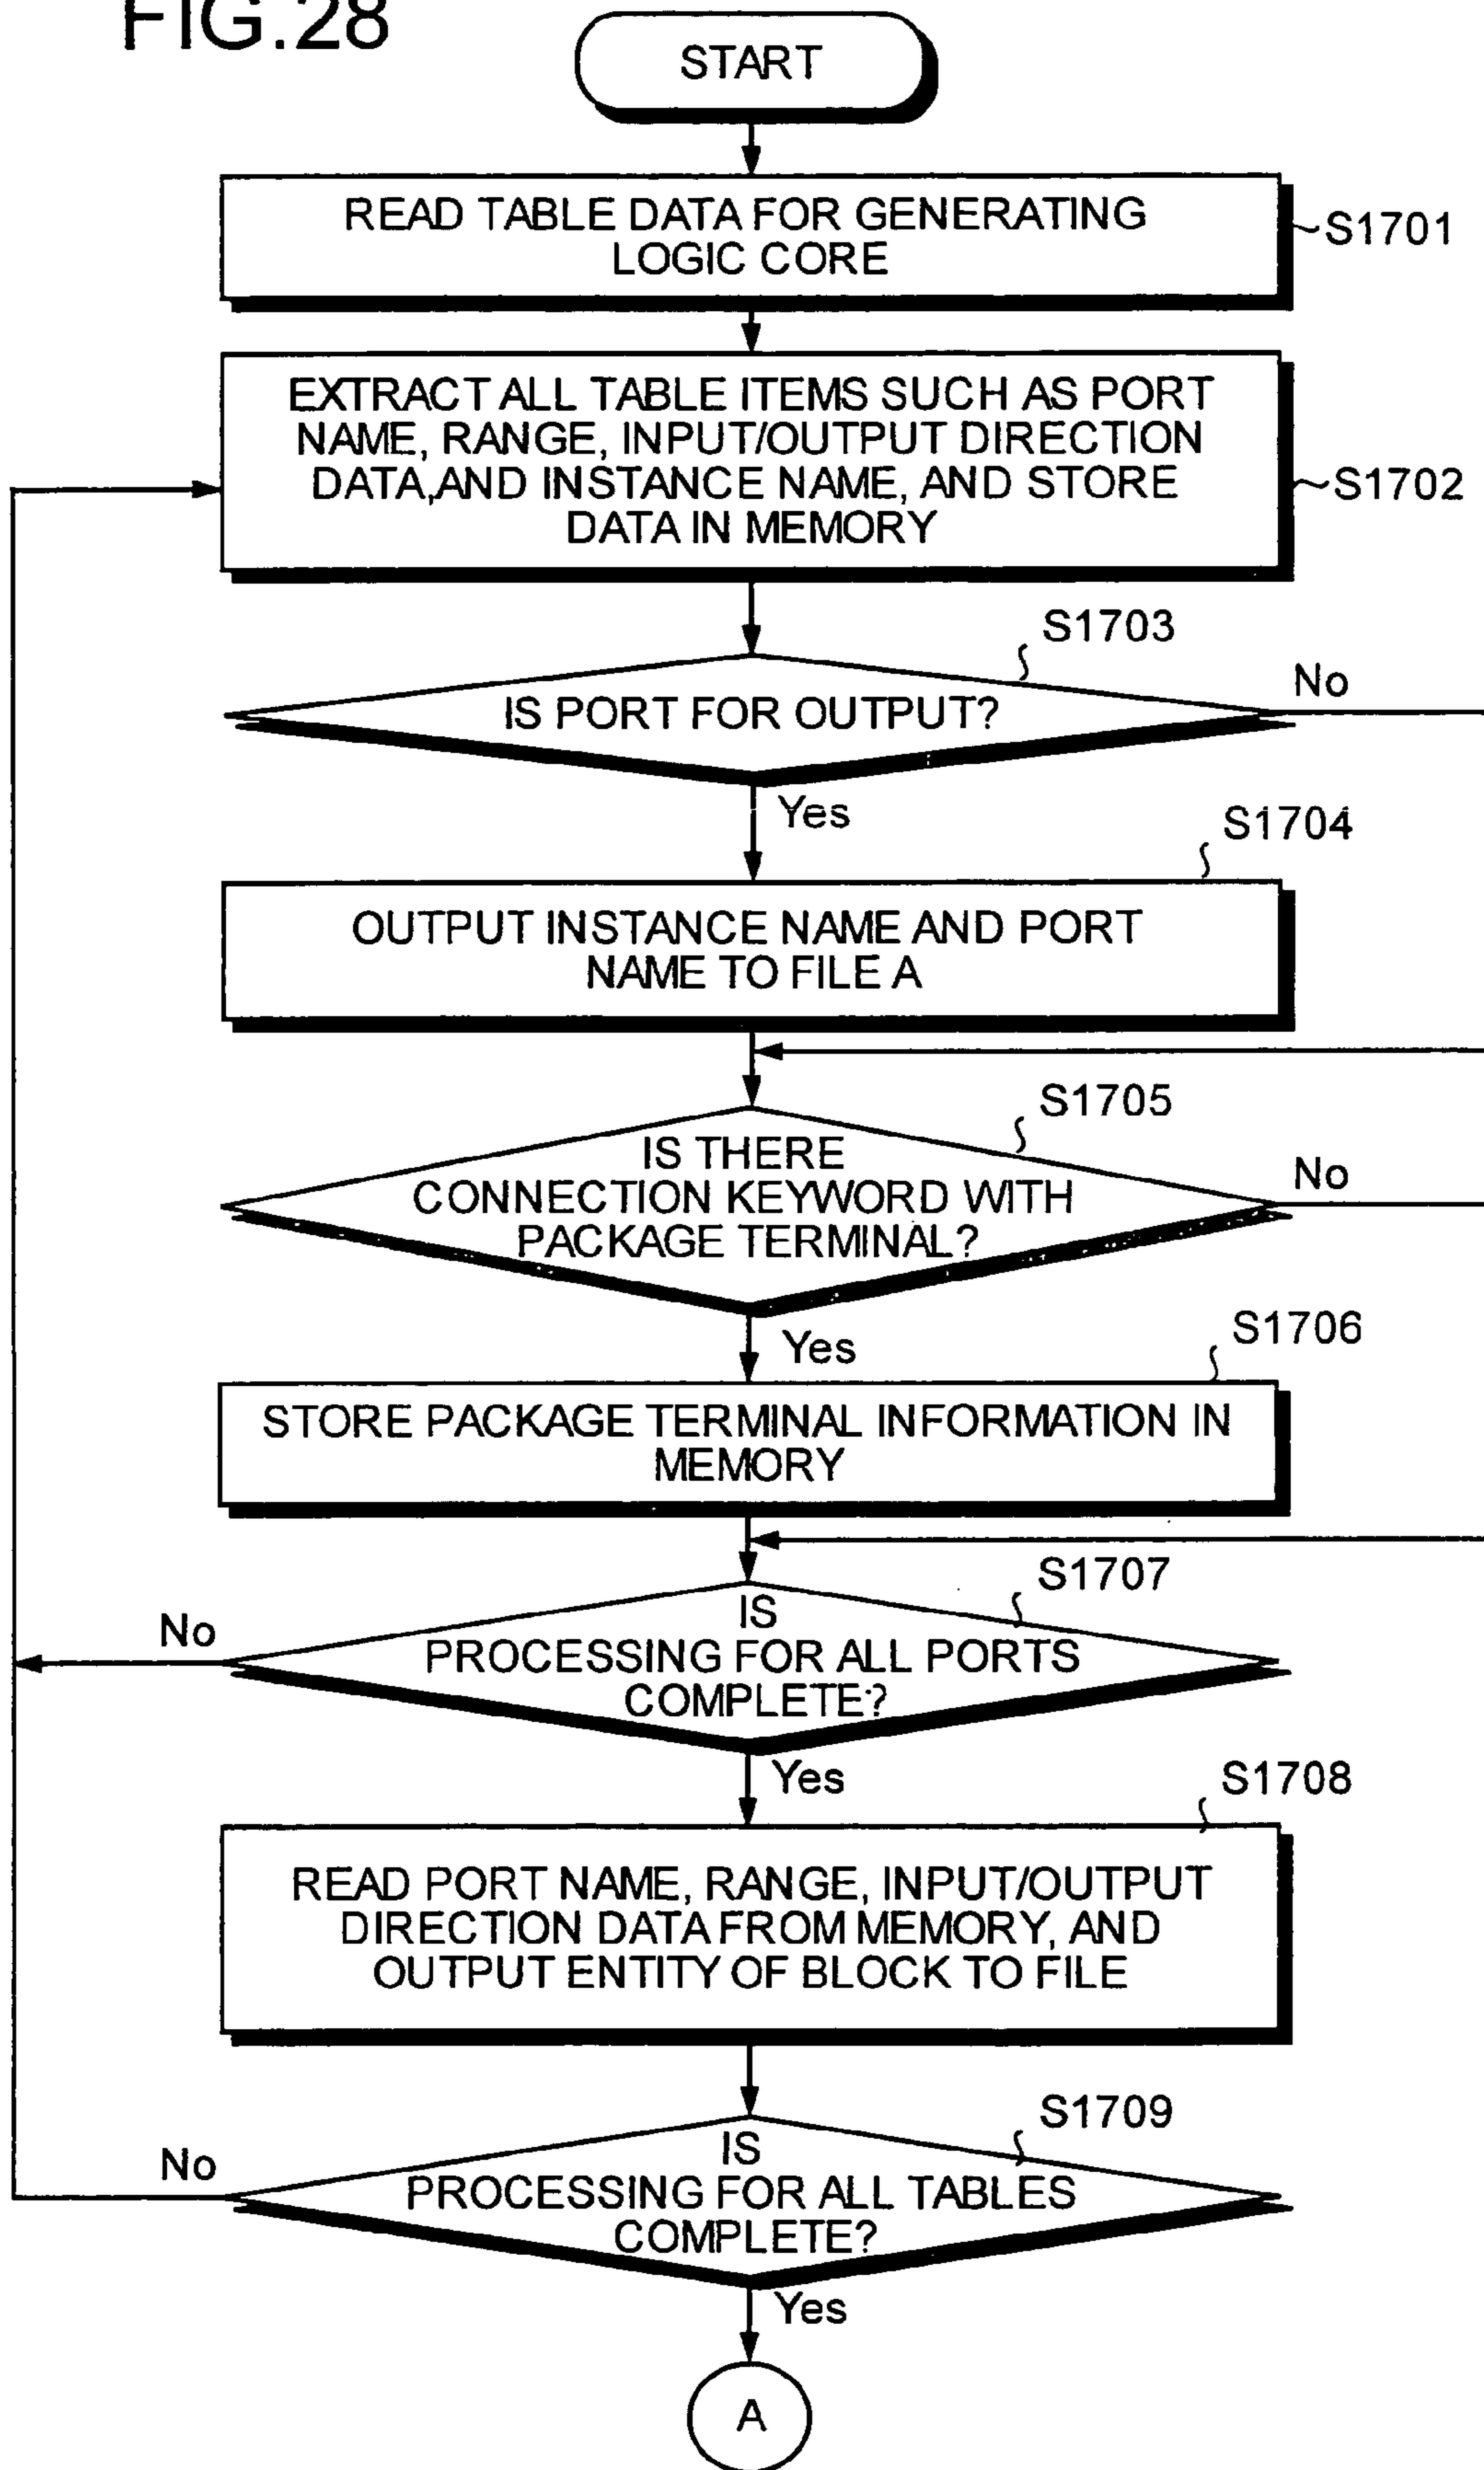 FIG.28
START
READ TABLE DATA FOR GENERATING
LOGIC CORE
S1701
EXTRACT ALL TABLE ITEMS SUCH AS PORT
NAME, RANGE, INPUT/OUTPUT DIRECTION
DATA,AND INSTANCE NAME, AND STORE
DATA IN MEMORY
S1702
S1703
No
IS PORT FOR OUTPUT?
Yes
S1704
OUTPUT INSTANCE NAME AND PORT
NAME TO FILE A
S1705
IS THERE
CONNECTION KEYWORD WITH
PACKAGE TERMINAL?
No
Yes
S1706
STORE PACKAGE TERMINAL INFORMATION IN
MEMORY
S1707
IS
PROCESSING FOR ALL PORTS
COMPLETE?
No
Yes
S1708
READ PORT NAME, RANGE, INPUT/OUTPUT
DIRECTION DATA FROM MEMORY, AND
OUTPUT ENTITY OF BLOCK TO FILE
S1709
IS
PROCESSING FOR ALL TABLES
COMPLETE?
No
Yes
A